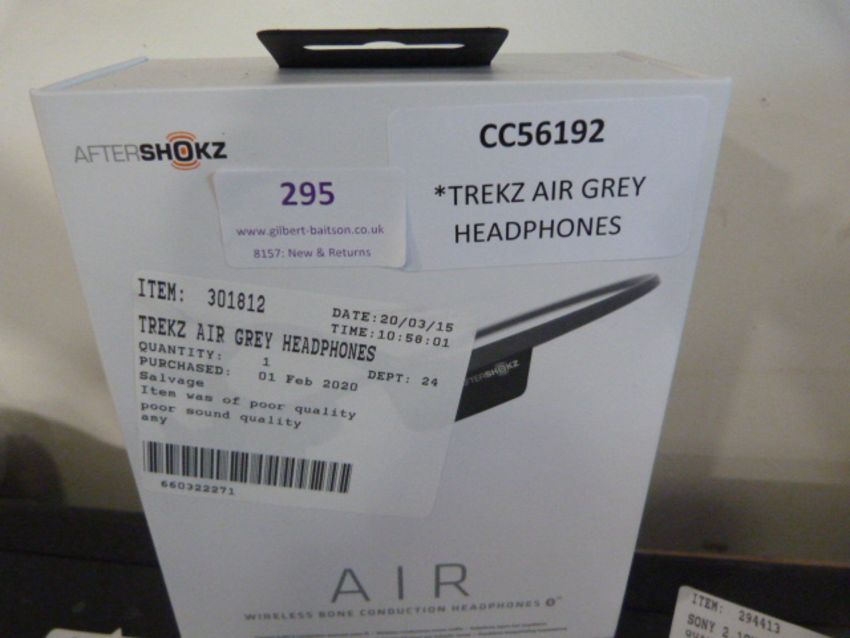 AFTERSHOKZ
CC56192
*TREKZ AIR GREY
HEADPHONES
295
www.gilbert-baitson.co.uk
8157: New & Returns
ITEM: 301812
DATE:20/03/15
TIME:10:58:01
TREKZ AIR GREY HEADPHONES
QUANTITY: 1
DEPT: 24
PURCHASED: 01 Feb 2020
Salvage
Item was of poor quality
poor sound quality
any
660322271
AFTERSHOKZ
AIR
WIRELESS BONE CONDUCTION HEADPHONES
ITEM: 294413
SONY 2